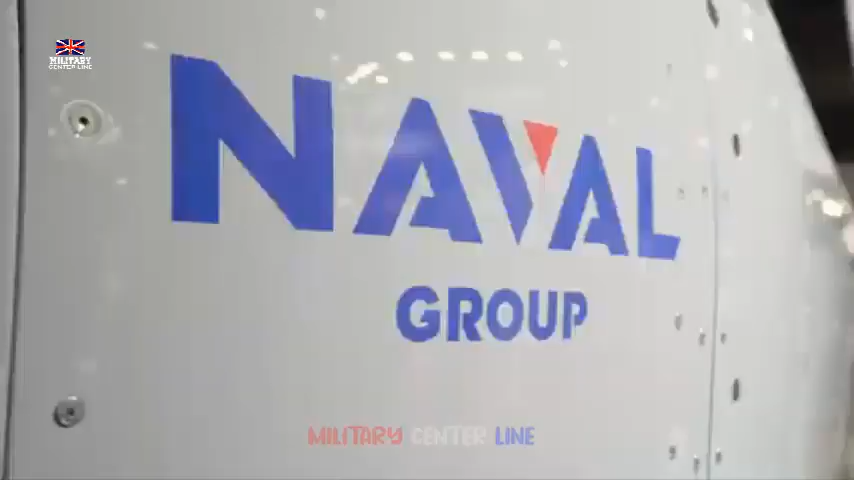 MILITARY
CENTER LINE
NAVAL
GROUP
MILITARY CENTER LINE